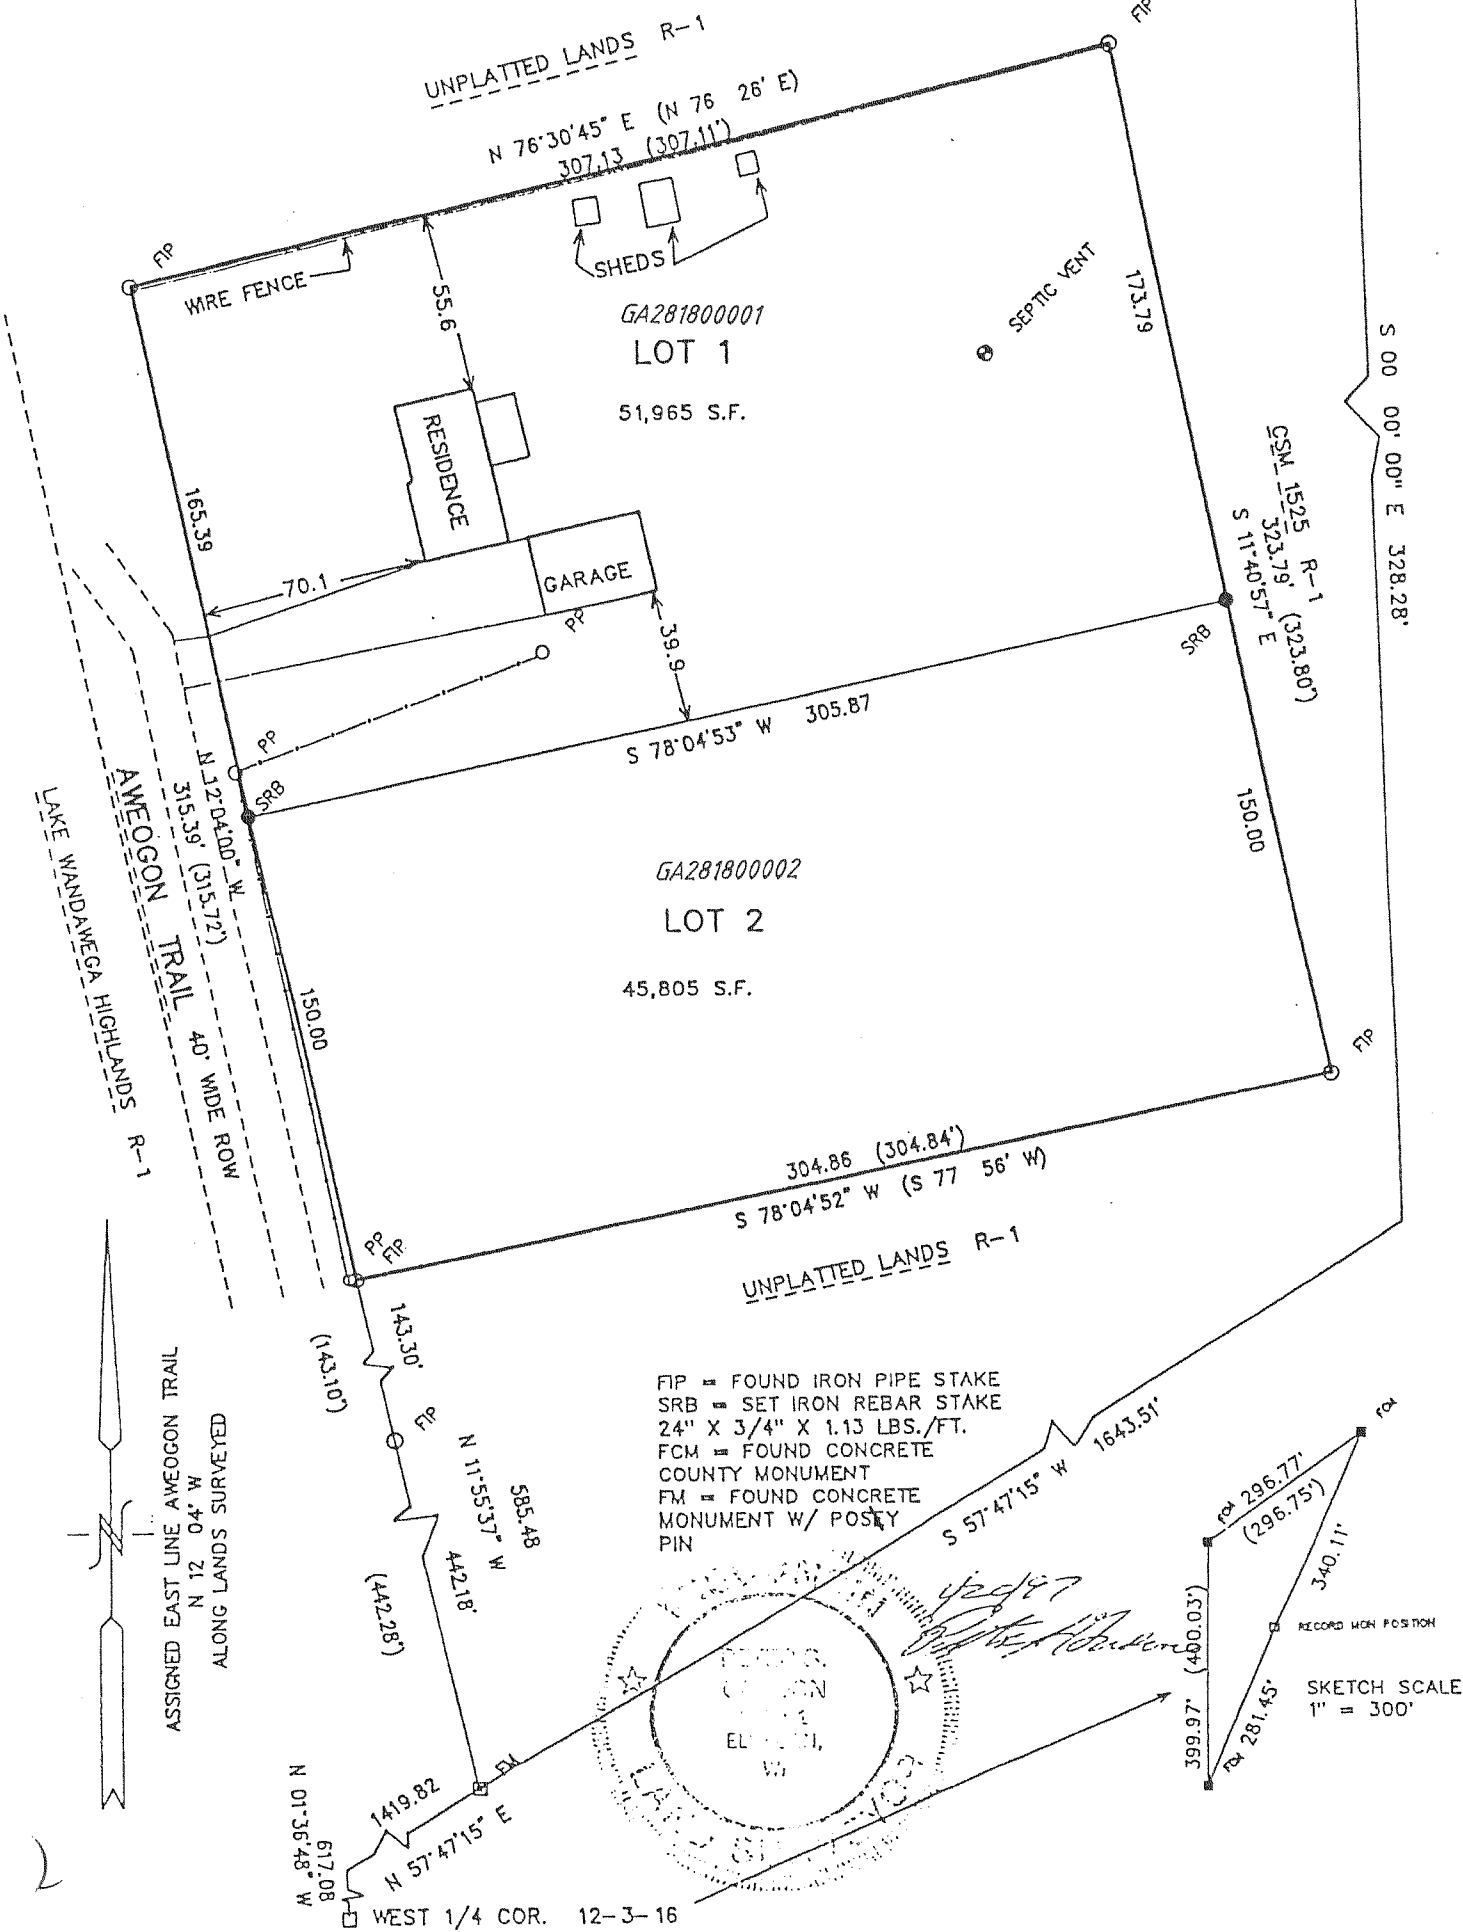 FIP
UNPLATTED LANDS R-1
N 76°30'45" E (N 76 26' E)
307.13 (307.11')
FIP
WIRE FENCE
SHEDS
55.6
GA281800001
LOT 1
51,965 S.F.
SEPTIC VENT
173.79
S 00 00' 00" E 328.28'
RESIDENCE
165.39
70.1
GARAGE
PP
39.9
CSM 1525 R-1
323.79' (323.80')
S 11°40'57" E
SRB
S 78°04'53" W 305.87
PP
SRB
N 12°04'00" W
315.39' (315.72')
AWEOGON TRAIL 40' WIDE ROW
LAKE WANDAWEGA HIGHLANDS R-1
150.00
GA281800002
LOT 2
45,805 S.F.
150.00
FIP
304.86 (304.84')
S 78°04'52" W (S 77 56' W)
UNPLATTED LANDS R-1
PP
FIP
143.30'
(143.10')
FIP
585.48
N 11°55'37" W
442.18'
(442.28')
ASSIGNED EAST LINE AWEOGON TRAIL
N 12 04' W
ALONG LANDS SURVEYED
N
FIP = FOUND IRON PIPE STAKE
SRB = SET IRON REBAR STAKE
24" X 3/4" X 1.13 LBS./FT.
FCM = FOUND CONCRETE
COUNTY MONUMENT
FM = FOUND CONCRETE
MONUMENT W/ POSEY
PIN
S 57°47'15" W 1643.51'
FCM
FCM 296.77'
(296.75')
340.11'
RECORD MON POSITION
399.97' (400.03')
FCM 281.45'
SKETCH SCALE
1" = 300'
FM
1419.82
N 57°47'15" E
617.08
N 01°36'48" W
WEST 1/4 COR. 12-3-16
2